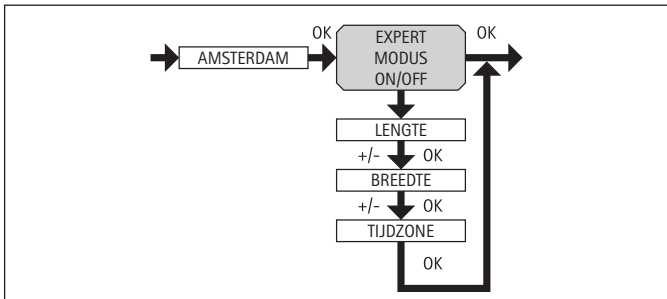 OK
EXPERT
OK
AMSTERDAM
MODUS
ON/OFF
LENGTE
+/- OK
BREEDTE
+/- OK
TIJDZONE
OK